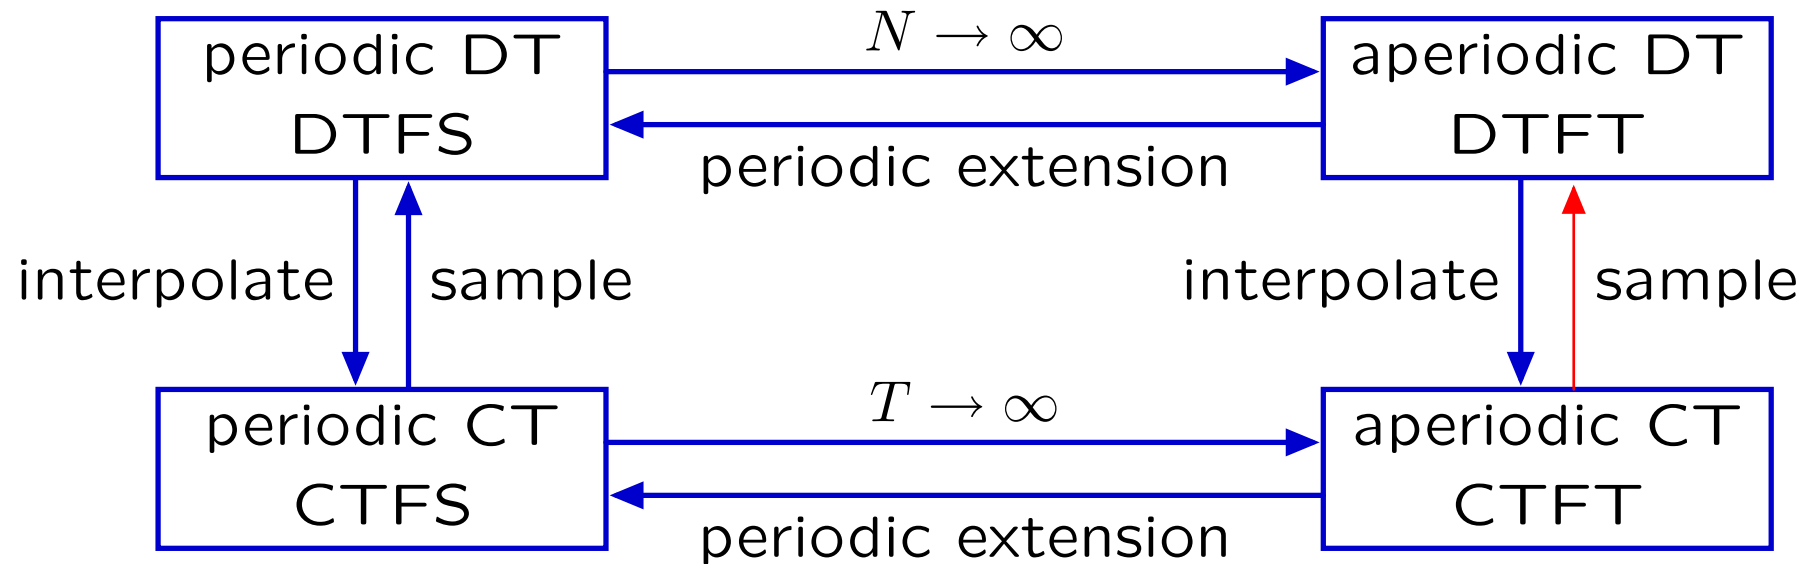 periodic DT
DTFS
N → ∞
aperiodic DT
DTFT
periodic extension
interpolate
sample
interpolate
sample
periodic CT
CTFS
T → ∞
aperiodic CT
CTFT
periodic extension